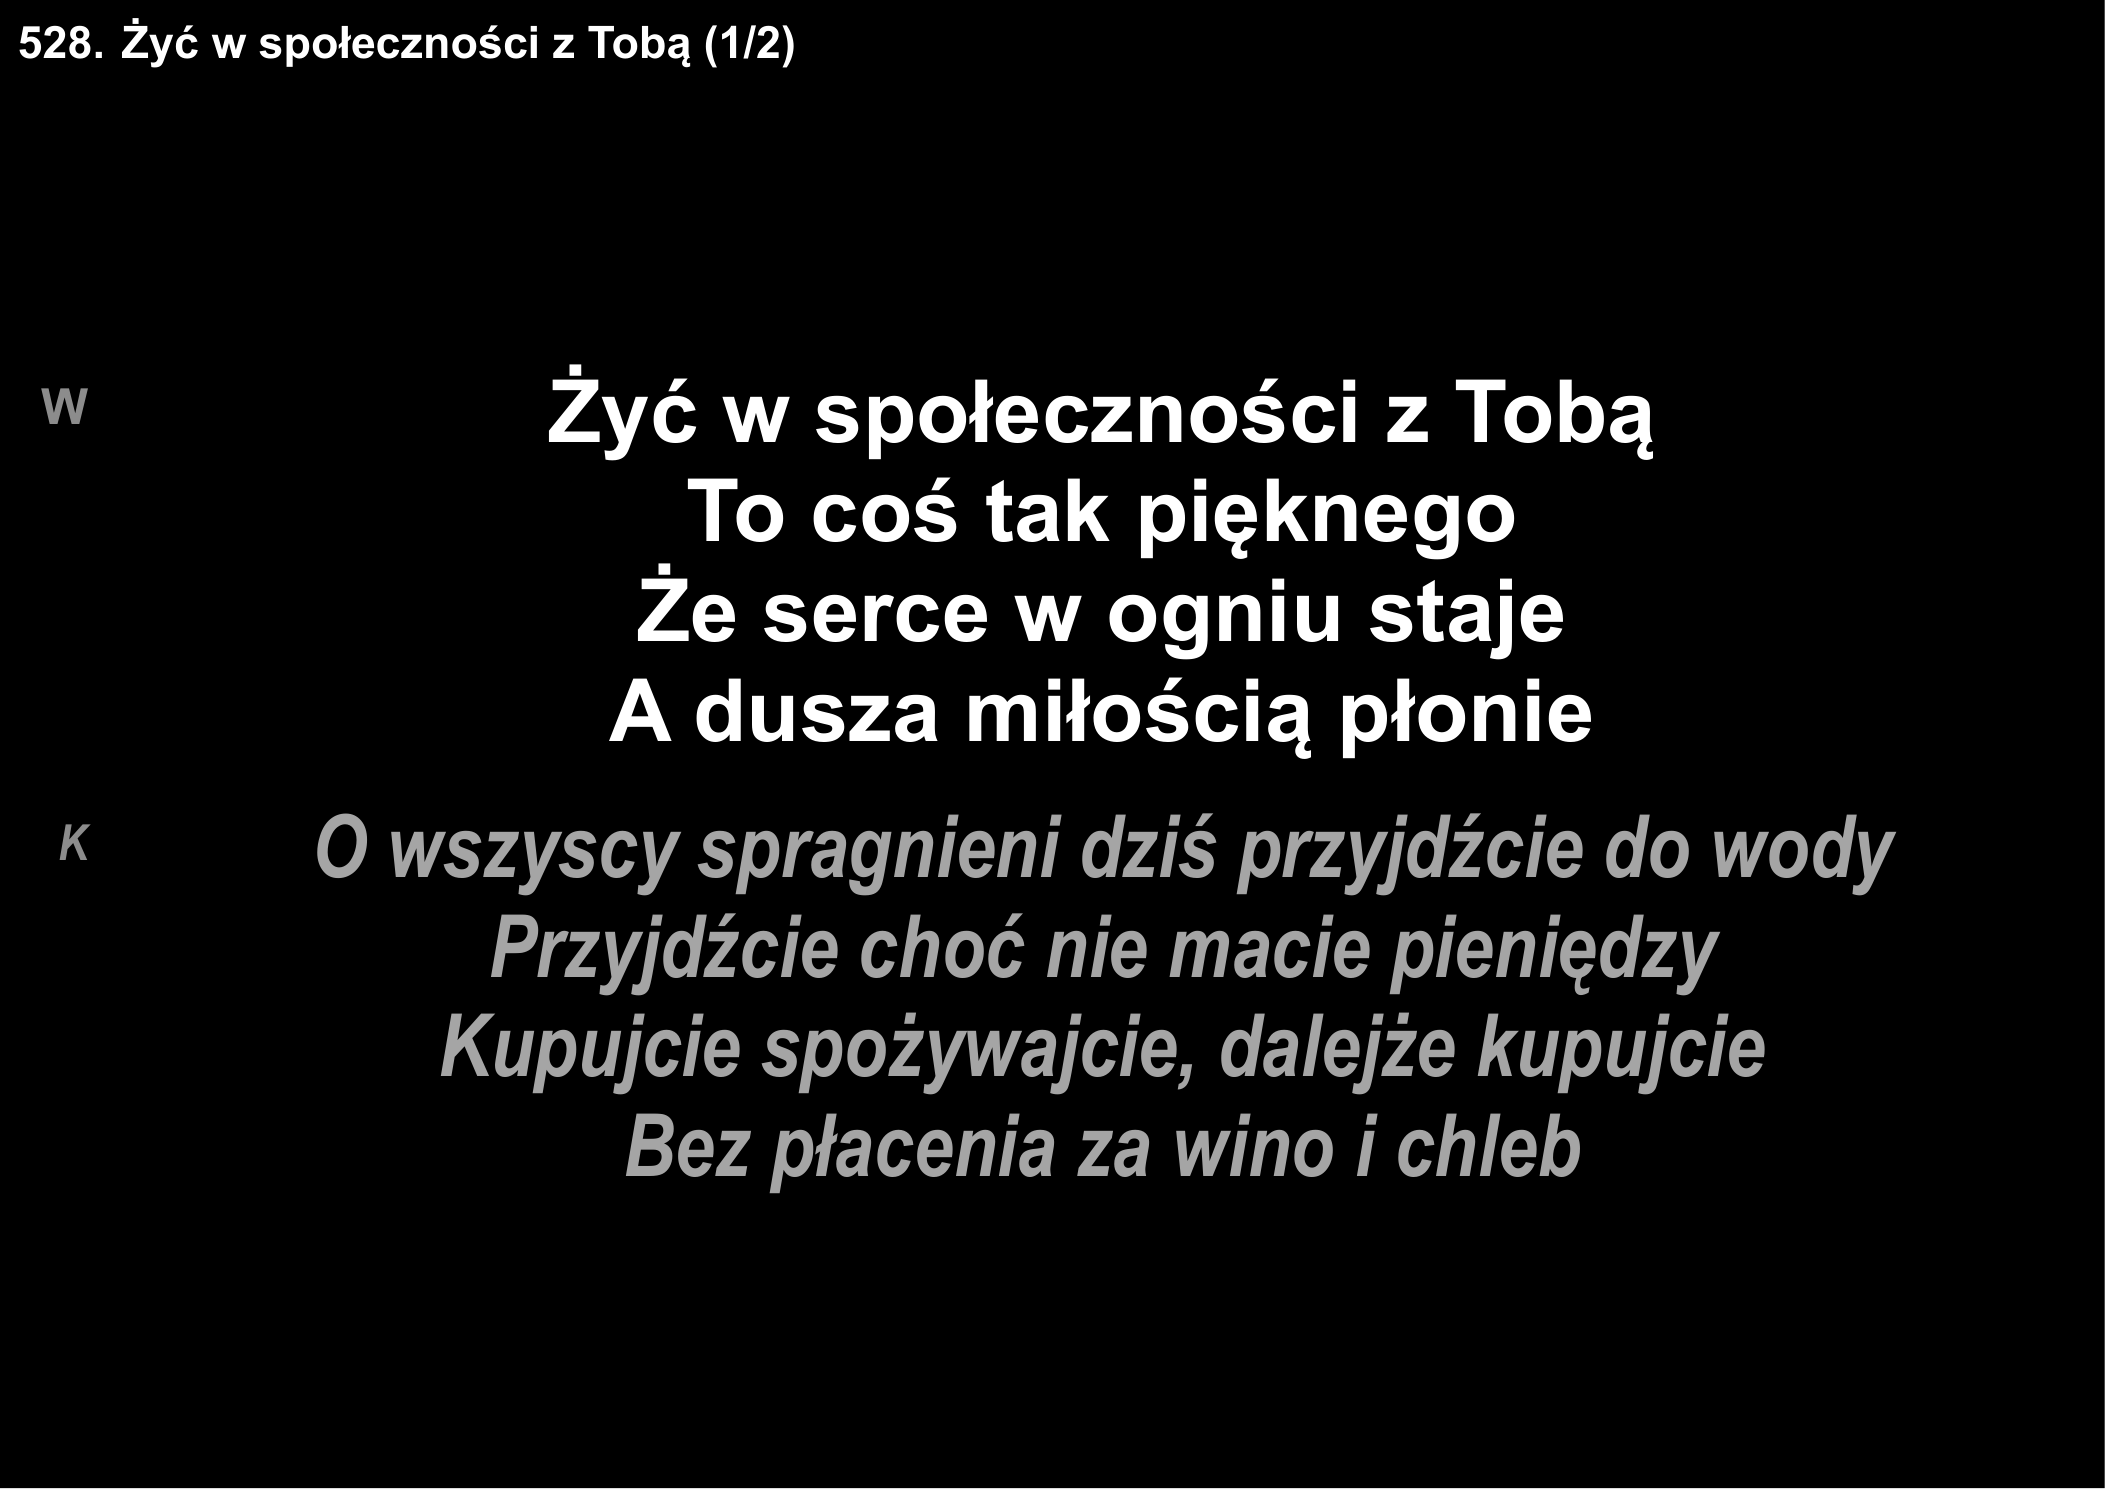 528. Żyć w społeczności z Tobą (1/2)
W
Żyć w społeczności z Tobą
To coś tak pięknego
Że serce w ogniu staje
A dusza miłością płonie
K
O wszyscy spragnieni dziś przyjdźcie do wody
Przyjdźcie choć nie macie pieniędzy
Kupujcie spożywajcie, dalejże kupujcie
Bez płacenia za wino i chleb